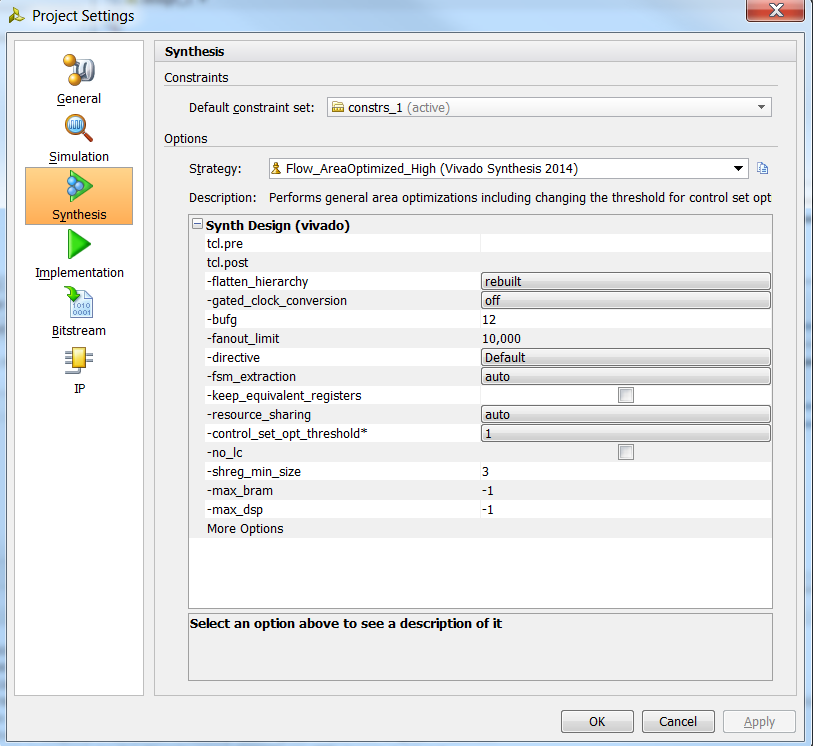 Project Settings
General
Simulation
Synthesis
Implementation
1010
0001
Bitstream
IP
Synthesis
Constraints
Default constraint set: constrs_1 (active)
Options
Strategy: Flow_AreaOptimized_High (Vivado Synthesis 2014)
Description: Performs general area optimizations including changing the threshold for control set opt
Synth Design (vivado)
tcl.pre
tcl.post
-flatten_hierarchy rebuilt
-gated_clock_conversion off
-bufg 12
-fanout_limit 10,000
-directive Default
-fsm_extraction auto
-keep_equivalent_registers
-resource_sharing auto
-control_set_opt_threshold* 1
-no_lc
-shreg_min_size 3
-max_bram -1
-max_dsp -1
More Options
Select an option above to see a description of it
OK Cancel Apply